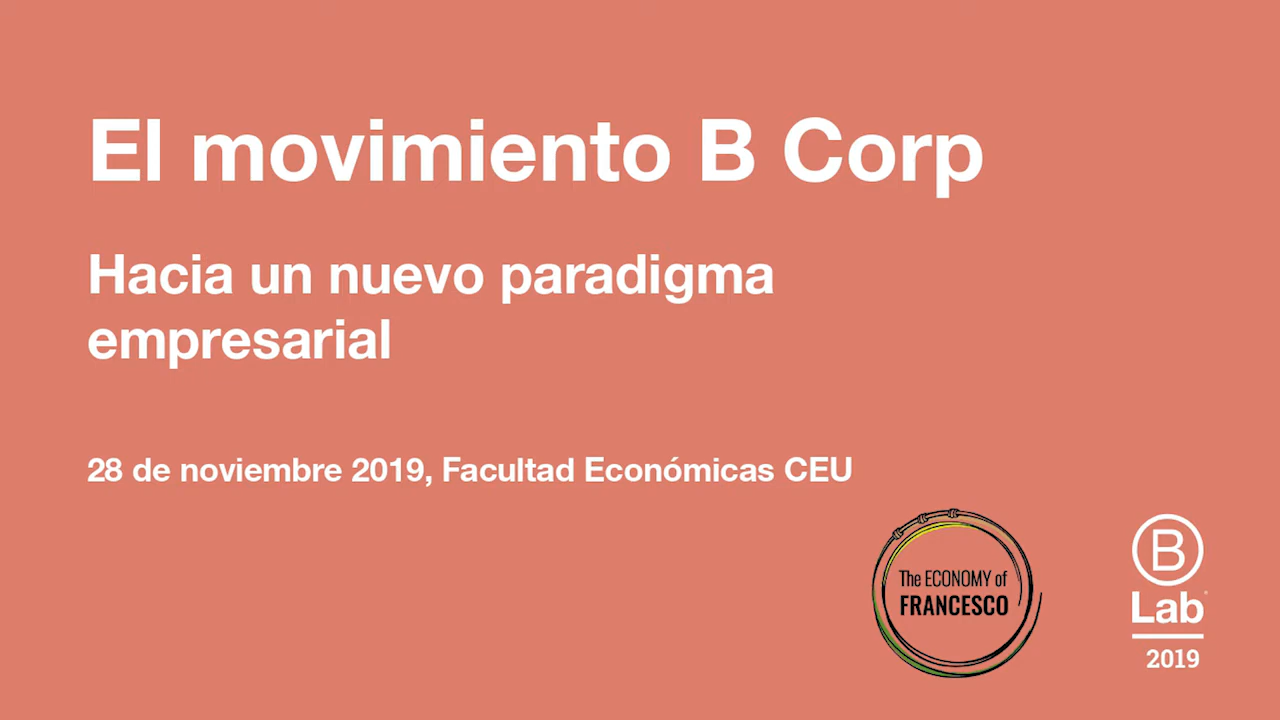 El movimiento B Corp
Hacia un nuevo paradigma
empresarial
28 de noviembre 2019, Facultad Económicas CEU
The ECONOMY of
FRANCESCO
B
Lab
2019